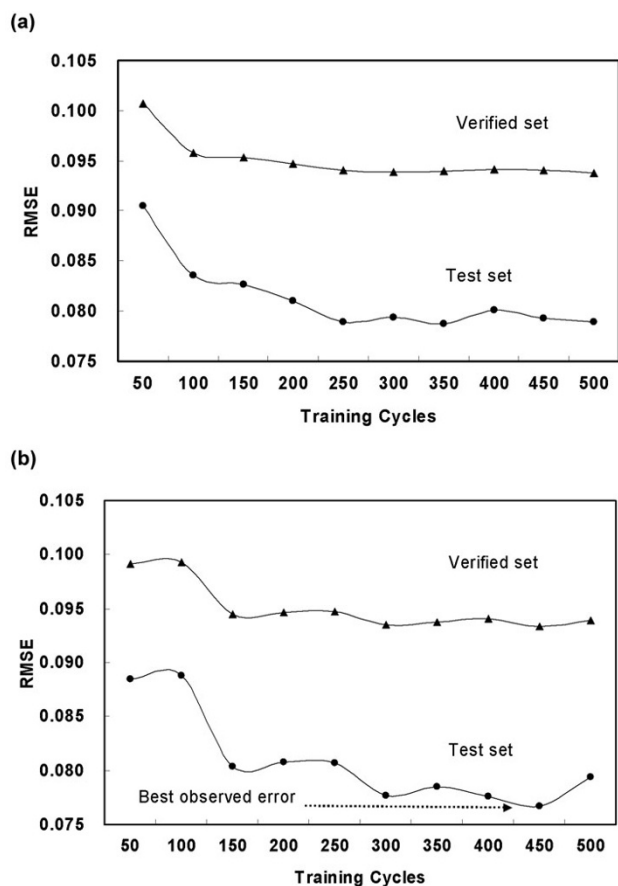 (a)
0.105
0.100
0.095
0.090
0.085
0.080
0.075
RMSE
Verified set
Test set
50 100 150 200 250 300 350 400 450 500
Training Cycles
(b)
0.105
0.100
0.095
0.090
0.085
0.080
0.075
RMSE
Verified set
Test set
Best observed error
50 100 150 200 250 300 350 400 450 500
Training Cycles